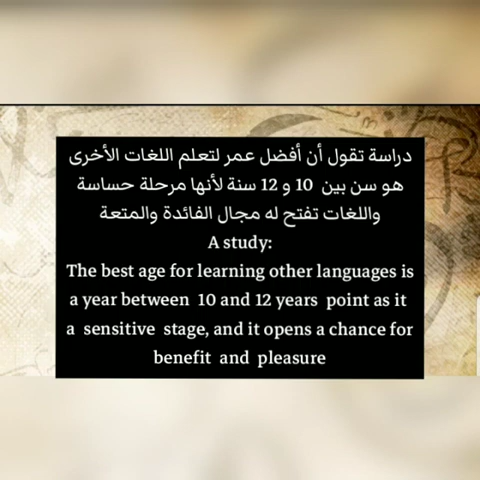 دراسة تقول أن أفضل عمر لتعلم اللغات الأخرى
هو سن بين 10 و 12 سنة لأنها مرحلة حساسة
واللغات تفتح له مجال الفائدة والمتعة
A study:
The best age for learning other languages is
a year between 10 and 12 years point as it
a sensitive stage, and it opens a chance for
benefit and pleasure